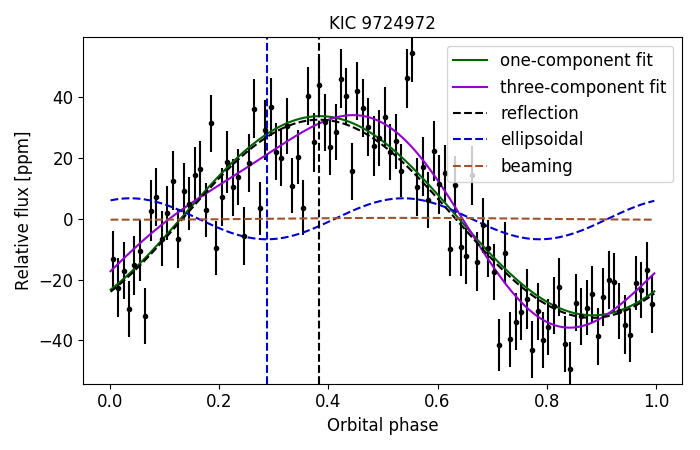 KIC 9724972
Relative flux [ppm]
40
20
0
−20
−40
one-component fit
three-component fit
reflection
ellipsoidal
beaming
0.0 0.2 0.4 0.6 0.8 1.0
Orbital phase